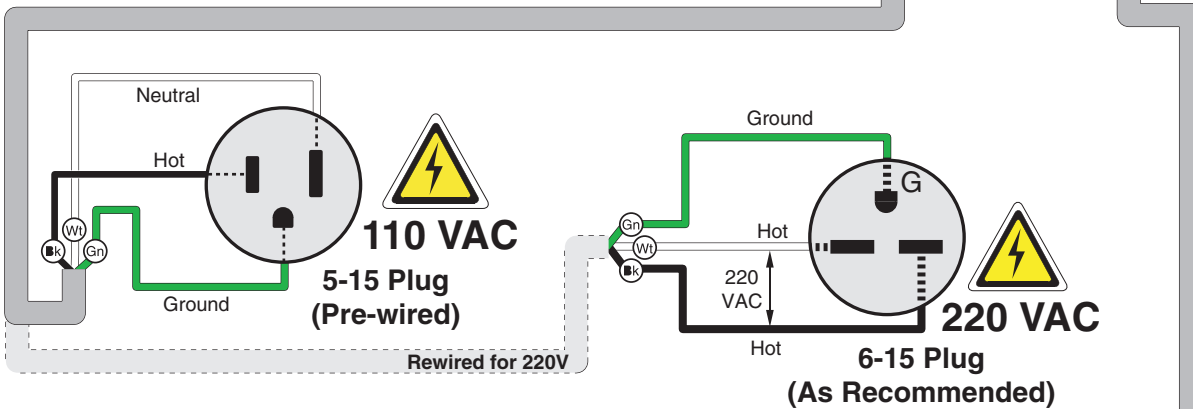 Neutral
Hot
Wt
Bk
Gn
Ground
110 VAC
5-15 Plug
(Pre-wired)
Rewired for 220V
Ground
G
Gn
Wt
Bk
Hot
220
VAC
Hot
220 VAC
6-15 Plug
(As Recommended)